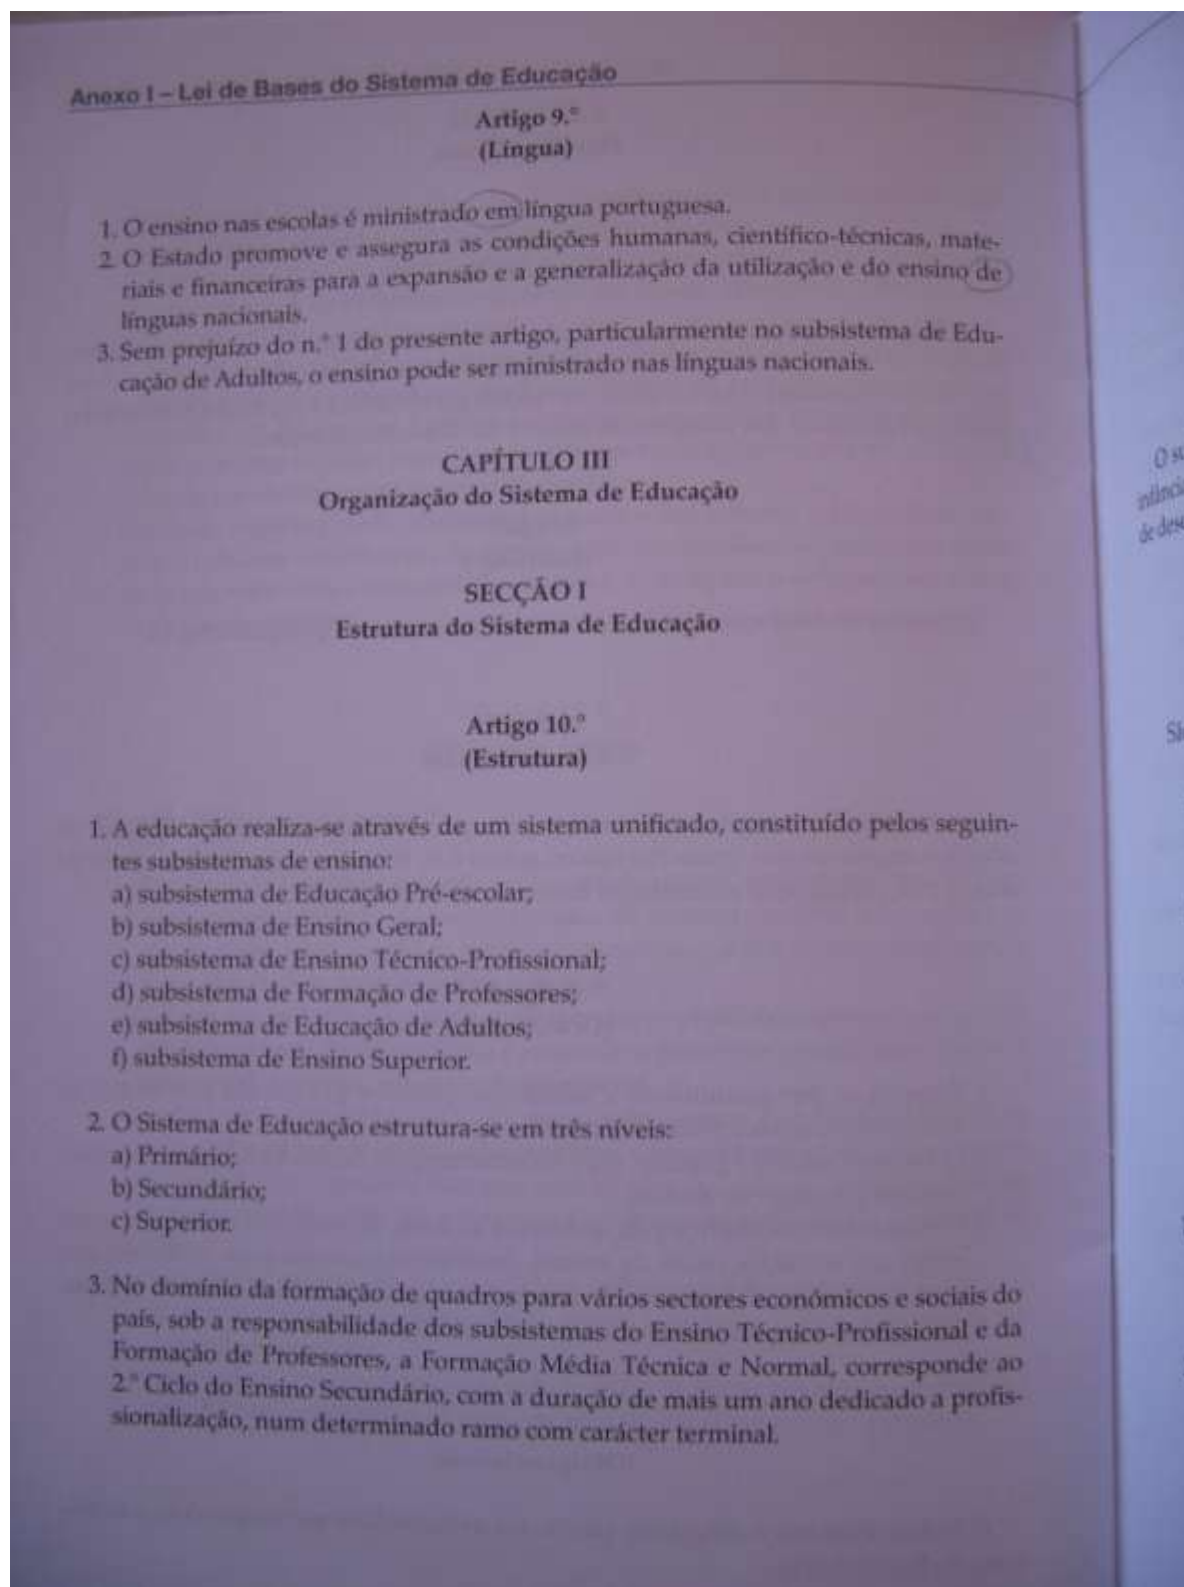 Anexo I – Lei de Bases do Sistema de Educação
Artigo 9.º
(Língua)
1. O ensino nas escolas é ministrado em língua portuguesa.
2. O Estado promove e assegura as condições humanas, científico-técnicas, mate-
riais e financeiras para a expansão e a generalização da utilização e do ensino de
línguas nacionais.
3. Sem prejuízo do n.º 1 do presente artigo, particularmente no subsistema de Edu-
cação de Adultos, o ensino pode ser ministrado nas línguas nacionais.
CAPÍTULO III
Organização do Sistema de Educação
SECÇÃO I
Estrutura do Sistema de Educação
Artigo 10.º
(Estrutura)
1. A educação realiza-se através de um sistema unificado, constituído pelos seguin-
tes subsistemas de ensino:
a) subsistema de Educação Pré-escolar;
b) subsistema de Ensino Geral;
c) subsistema de Ensino Técnico-Profissional;
d) subsistema de Formação de Professores;
e) subsistema de Educação de Adultos;
f) subsistema de Ensino Superior.
2. O Sistema de Educação estrutura-se em três níveis:
a) Primário;
b) Secundário;
c) Superior.
3. No domínio da formação de quadros para vários sectores económicos e sociais do
país, sob a responsabilidade dos subsistemas do Ensino Técnico-Profissional e da
Formação de Professores, a Formação Média Técnica e Normal, corresponde ao
2.º Ciclo do Ensino Secundário, com a duração de mais um ano dedicado a profis-
sionalização, num determinado ramo com carácter terminal.
O
de